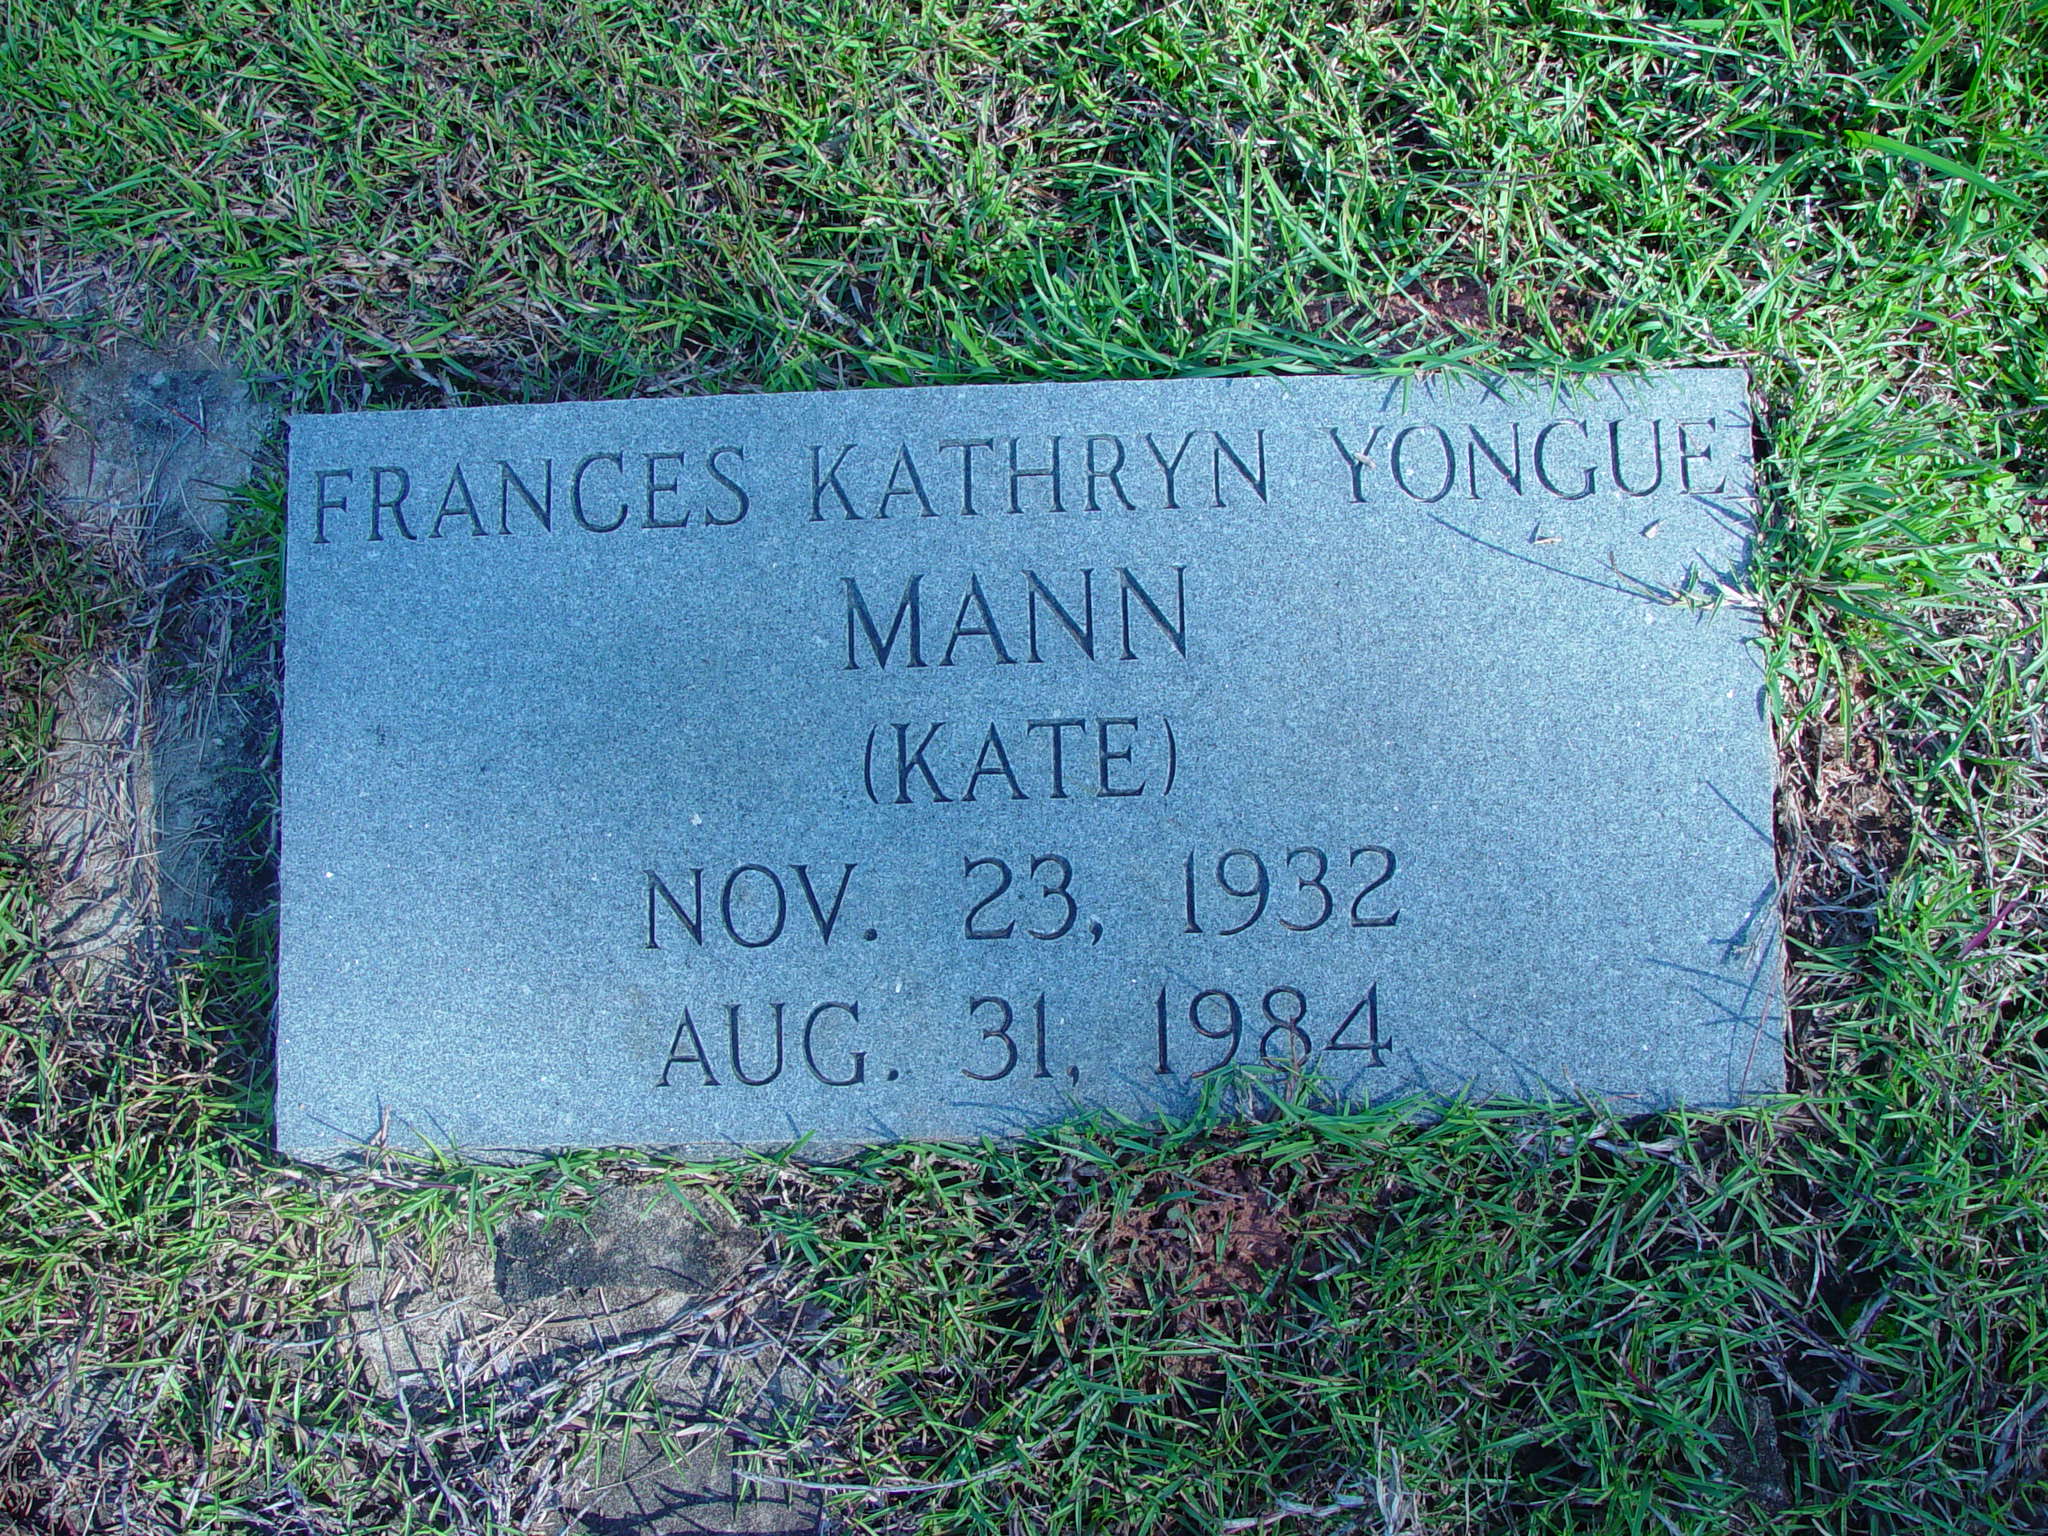 FRANCES KATHRYN YONGUE
MANN
(KATE)
NOV. 23, 1932
AUG. 31, 1984